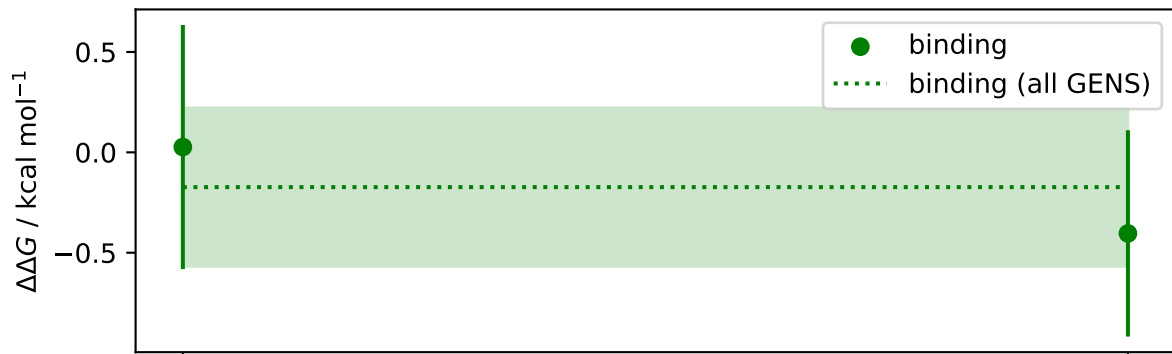 0.5
0.0
−0.5
ΔΔG / kcal mol⁻¹
binding
binding (all GENS)